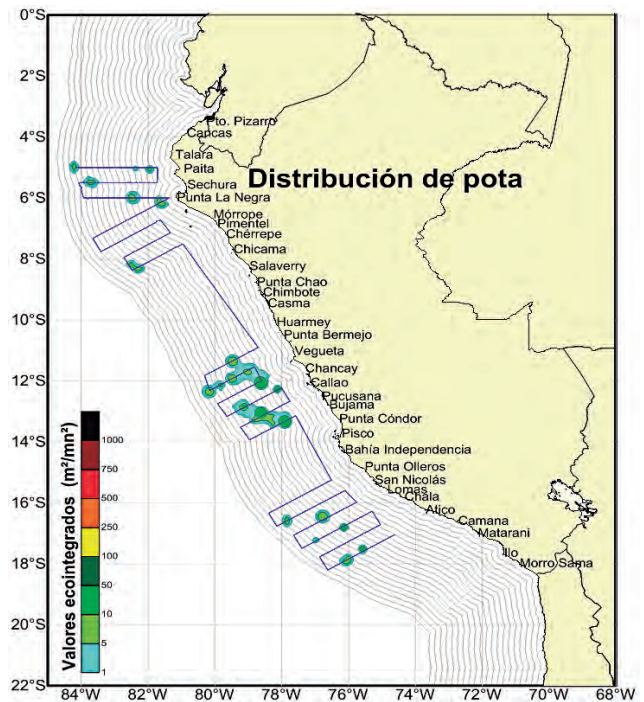 0°S
2°S
4°S
6°S
8°S
10°S
12°S
14°S
16°S
18°S
20°S
22°S
Pto. Pizarro
Cancas
Talara
Paita
Distribución de pota
Sechura
Punta La Negra
Mórrope
Pimentel
Chérrepe
Chicama
Salaverry
Punta Chao
Chimbote
Casma
Huarmey
Punta Bermejo
Vegueta
Chancay
Callao
Pucusana
Bujama
Punta Cóndor
Pisco
Bahía Independencia
Punta Olleros
San Nicolás
Lomas
Chala
Atico
Camana
Matarani
Ilo
Morro Sama
Valores ecointegrados (m²/mn²)
1000
750
500
250
100
50
10
5
1
84°W 82°W 80°W 78°W 76°W 74°W 72°W 70°W 68°W